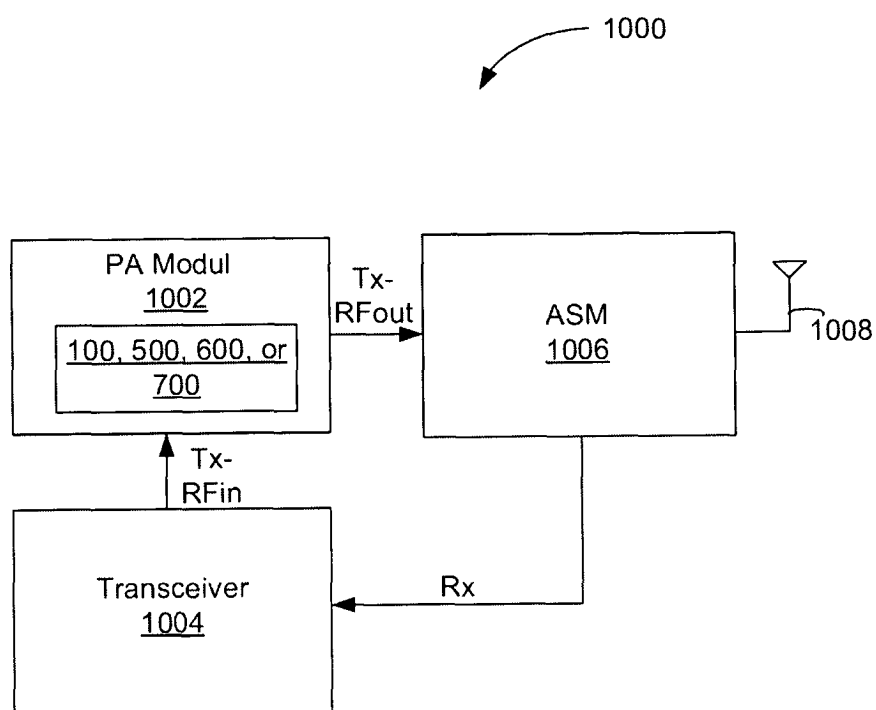 1000
PA Modul
1002
100, 500, 600, or
700
Tx-
RFout
ASM
1006
1008
Tx-
RFin
Transceiver
1004
Rx